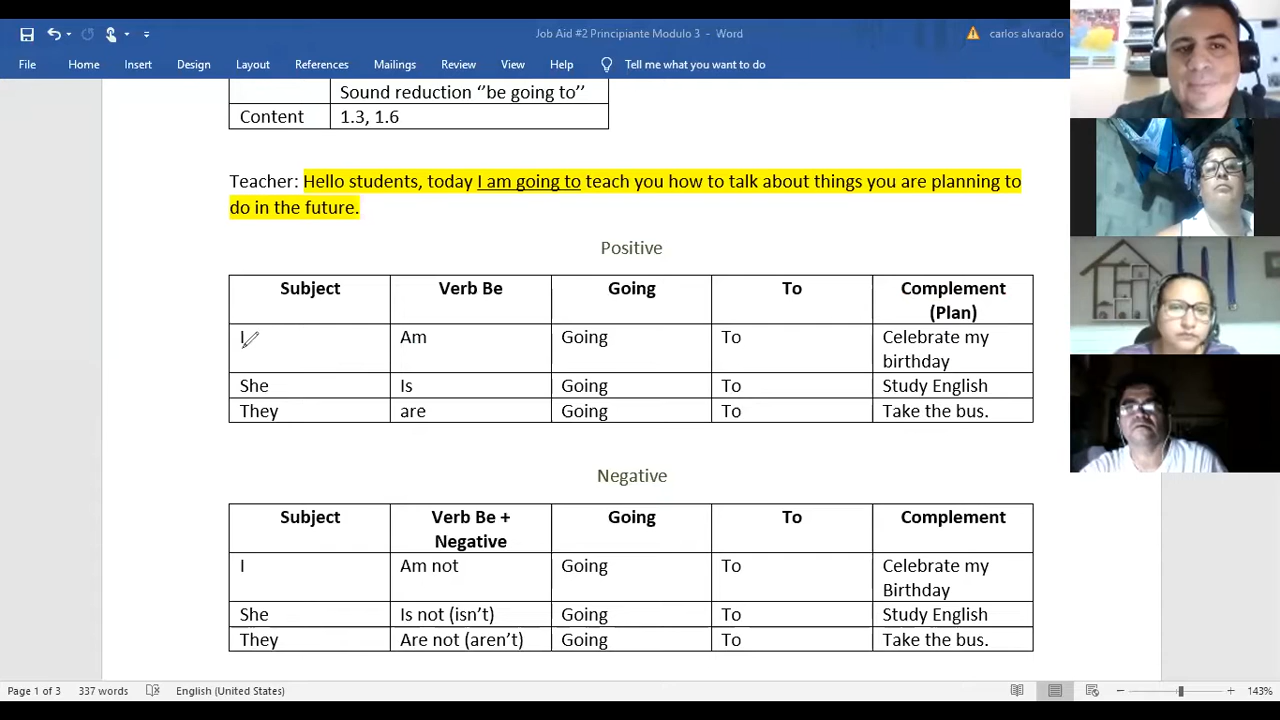 Job Aid #2 Principiante Modulo 3 - Word
carlos alvarado
File Home Insert Design Layout References Mailings Review View Help Tell me what you want to do
Sound reduction ‘’be going to’’
Content 1.3, 1.6
Teacher: Hello students, today I am going to teach you how to talk about things you are planning to
do in the future.
Positive
Subject Verb Be Going To Complement
(Plan)
I Am Going To Celebrate my
birthday
She Is Going To Study English
They are Going To Take the bus.
Negative
Subject Verb Be + Going To Complement
Negative
I Am not Going To Celebrate my
Birthday
She Is not (isn’t) Going To Study English
They Are not (aren’t) Going To Take the bus.
Page 1 of 3 337 words English (United States) 143%